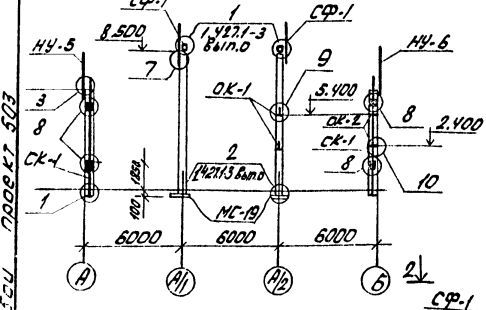 СФ-1
СФ-1
НУ-5
8.500
1
1.427.1-3
вып.0
НУ-6
7
9
3
8
ОК-1
5.400
8
ОК-2
2.400
СК-1
СК-1
8
2
1.427.1-3 вып.0
1
100
МС-19
10
6000 6000 6000
А А/1 А/2 Б
2
СФ-1
проект 503